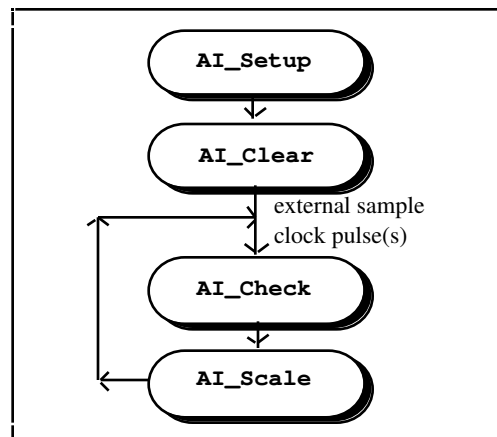 AI_Setup
AI_Clear
external sample
clock pulse(s)
AI_Check
AI_Scale